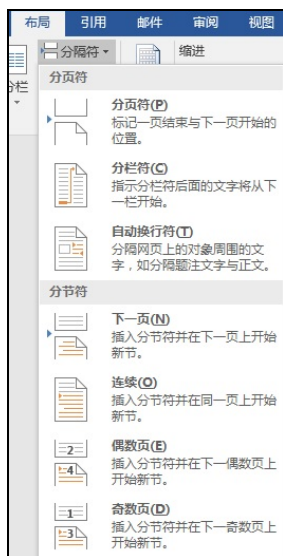 布局 引用 邮件 审阅 视图
分隔符 缩进
分栏
分页符
分页符(P)
标记一页结束与下一页开始的
位置。
分栏符(C)
指示分栏符后面的文字将从下
一栏开始。
自动换行符(T)
分隔网页上的对象周围的文
字，如分隔题注文字与正文。
分节符
下一页(N)
插入分节符并在下一页上开始
新节。
连续(O)
插入分节符并在同一页上开始
新节。
偶数页(E)
插入分节符并在下一偶数页上
开始新节。
2
4
奇数页(D)
插入分节符并在下一奇数页上
开始新节。
1
3